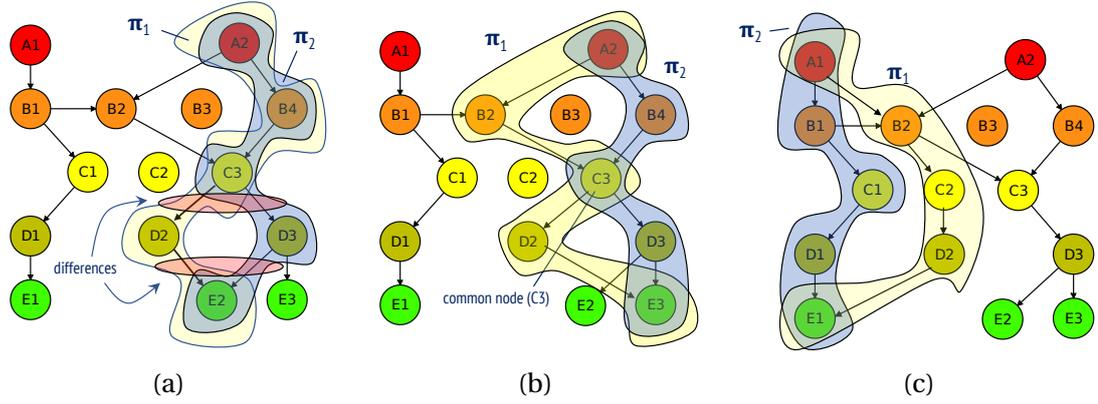 π1
A2
π2
A1
B1
B2
B3
B4
C1
C2
C3
D1
D2
D3
differences
E1
E2
E3
(a)
π1
A1
A2
π2
B1
B2
B3
B4
C1
C2
C3
D1
D2
D3
common node (C3)
E1
E2
E3
(b)
π2
A1
π1
A2
B1
B2
B3
B4
C1
C2
C3
D1
D2
D3
E1
E2
E3
(c)